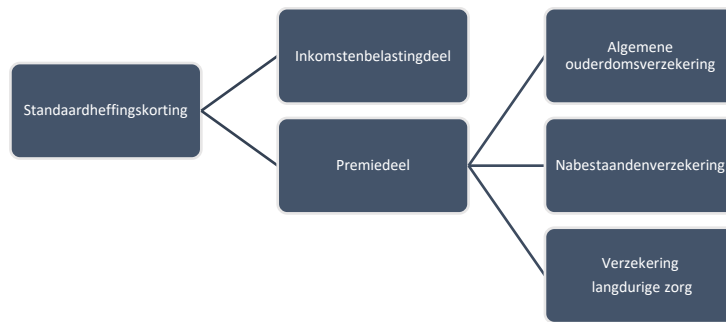 Standaardheffingskorting
Inkomstenbelastingdeel
Premiedeel
Algemene
ouderdomsverzekering
Nabestaandenverzekering
Verzekering
langdurige zorg